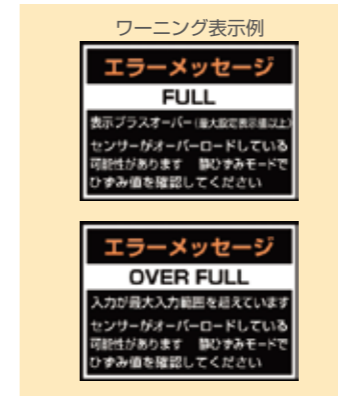 ワーニング表示例
エラーメッセージ
FULL
表示プラスオーバー(最大設定表示値以上)
センサーがオーバーロードしている
可能性があります 静ひずみモードで
ひずみ値を確認してください
エラーメッセージ
OVER FULL
入力が最大入力範囲を超えています
センサーがオーバーロードしている
可能性があります 静ひずみモードで
ひずみ値を確認してください